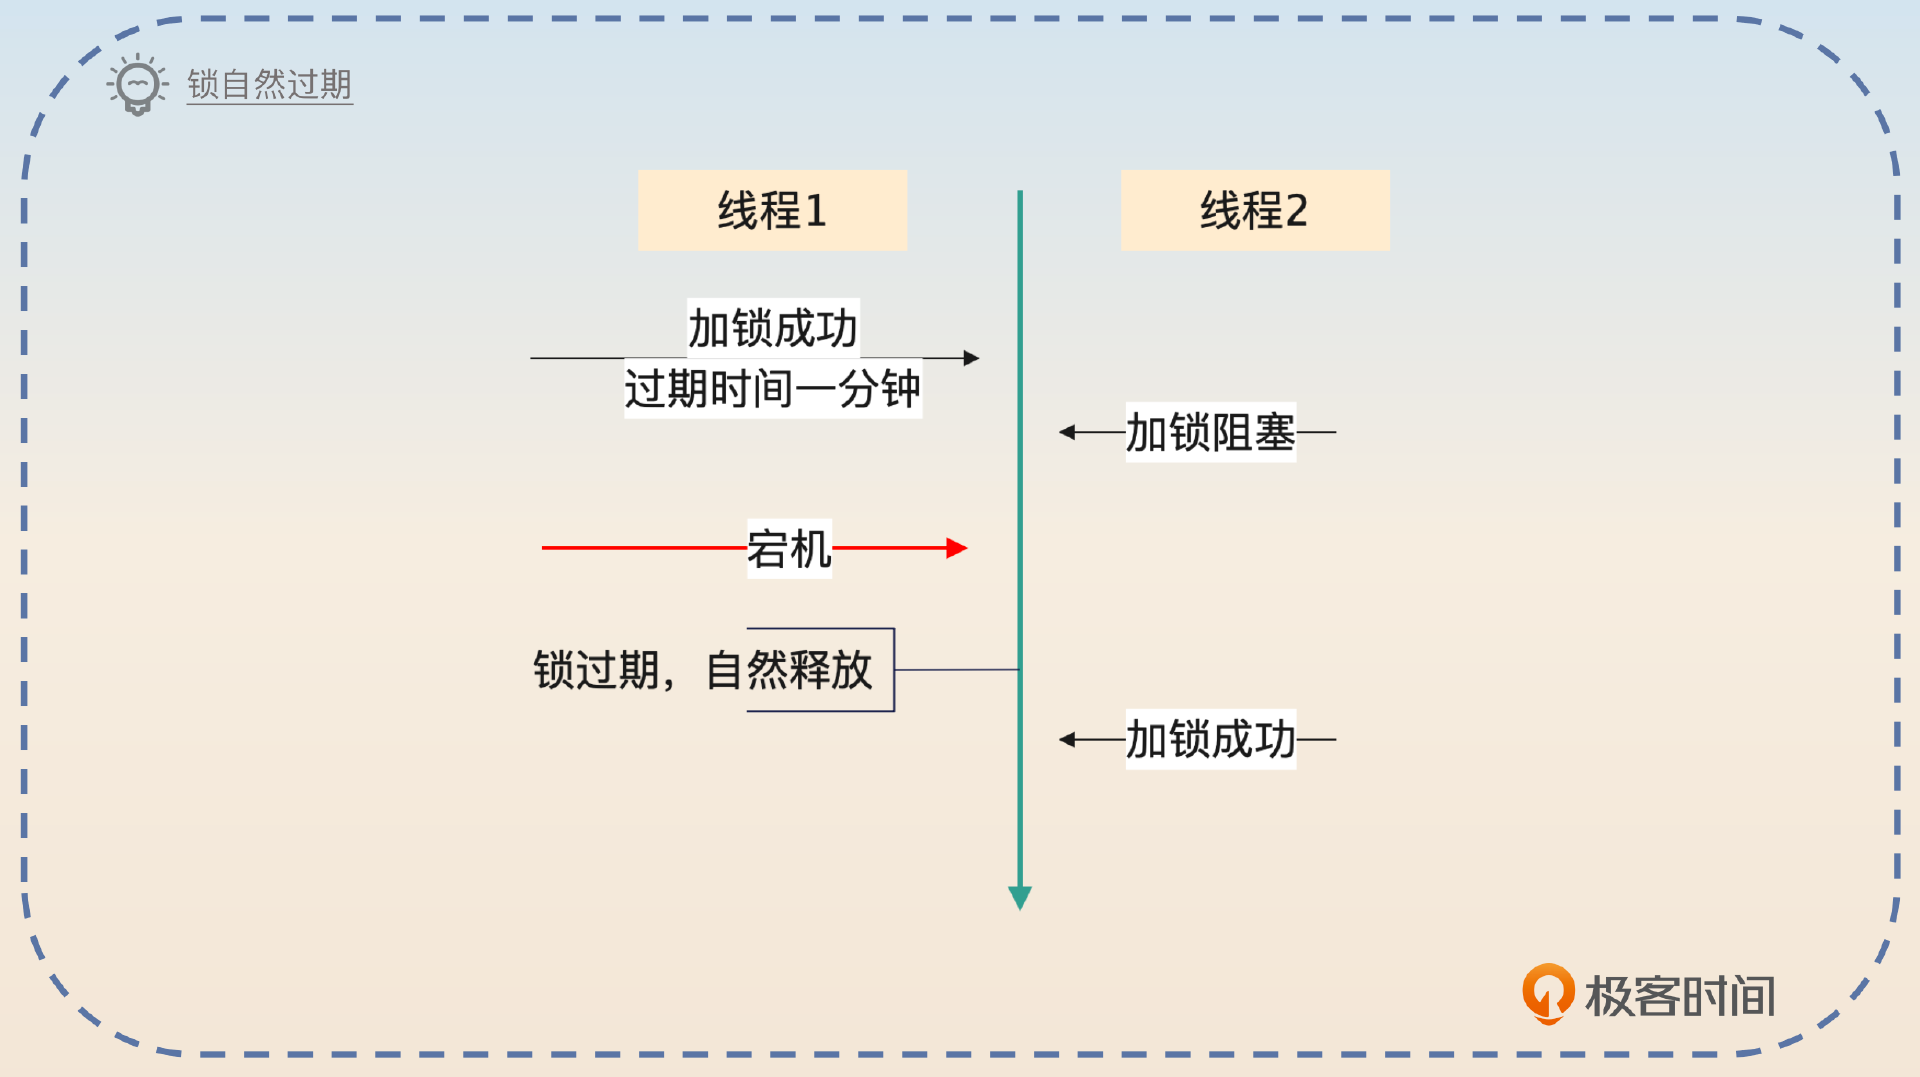 锁自然过期
线程1
线程2
加锁成功
过期时间一分钟
加锁阻塞
宕机
锁过期，自然释放
加锁成功
极客时间